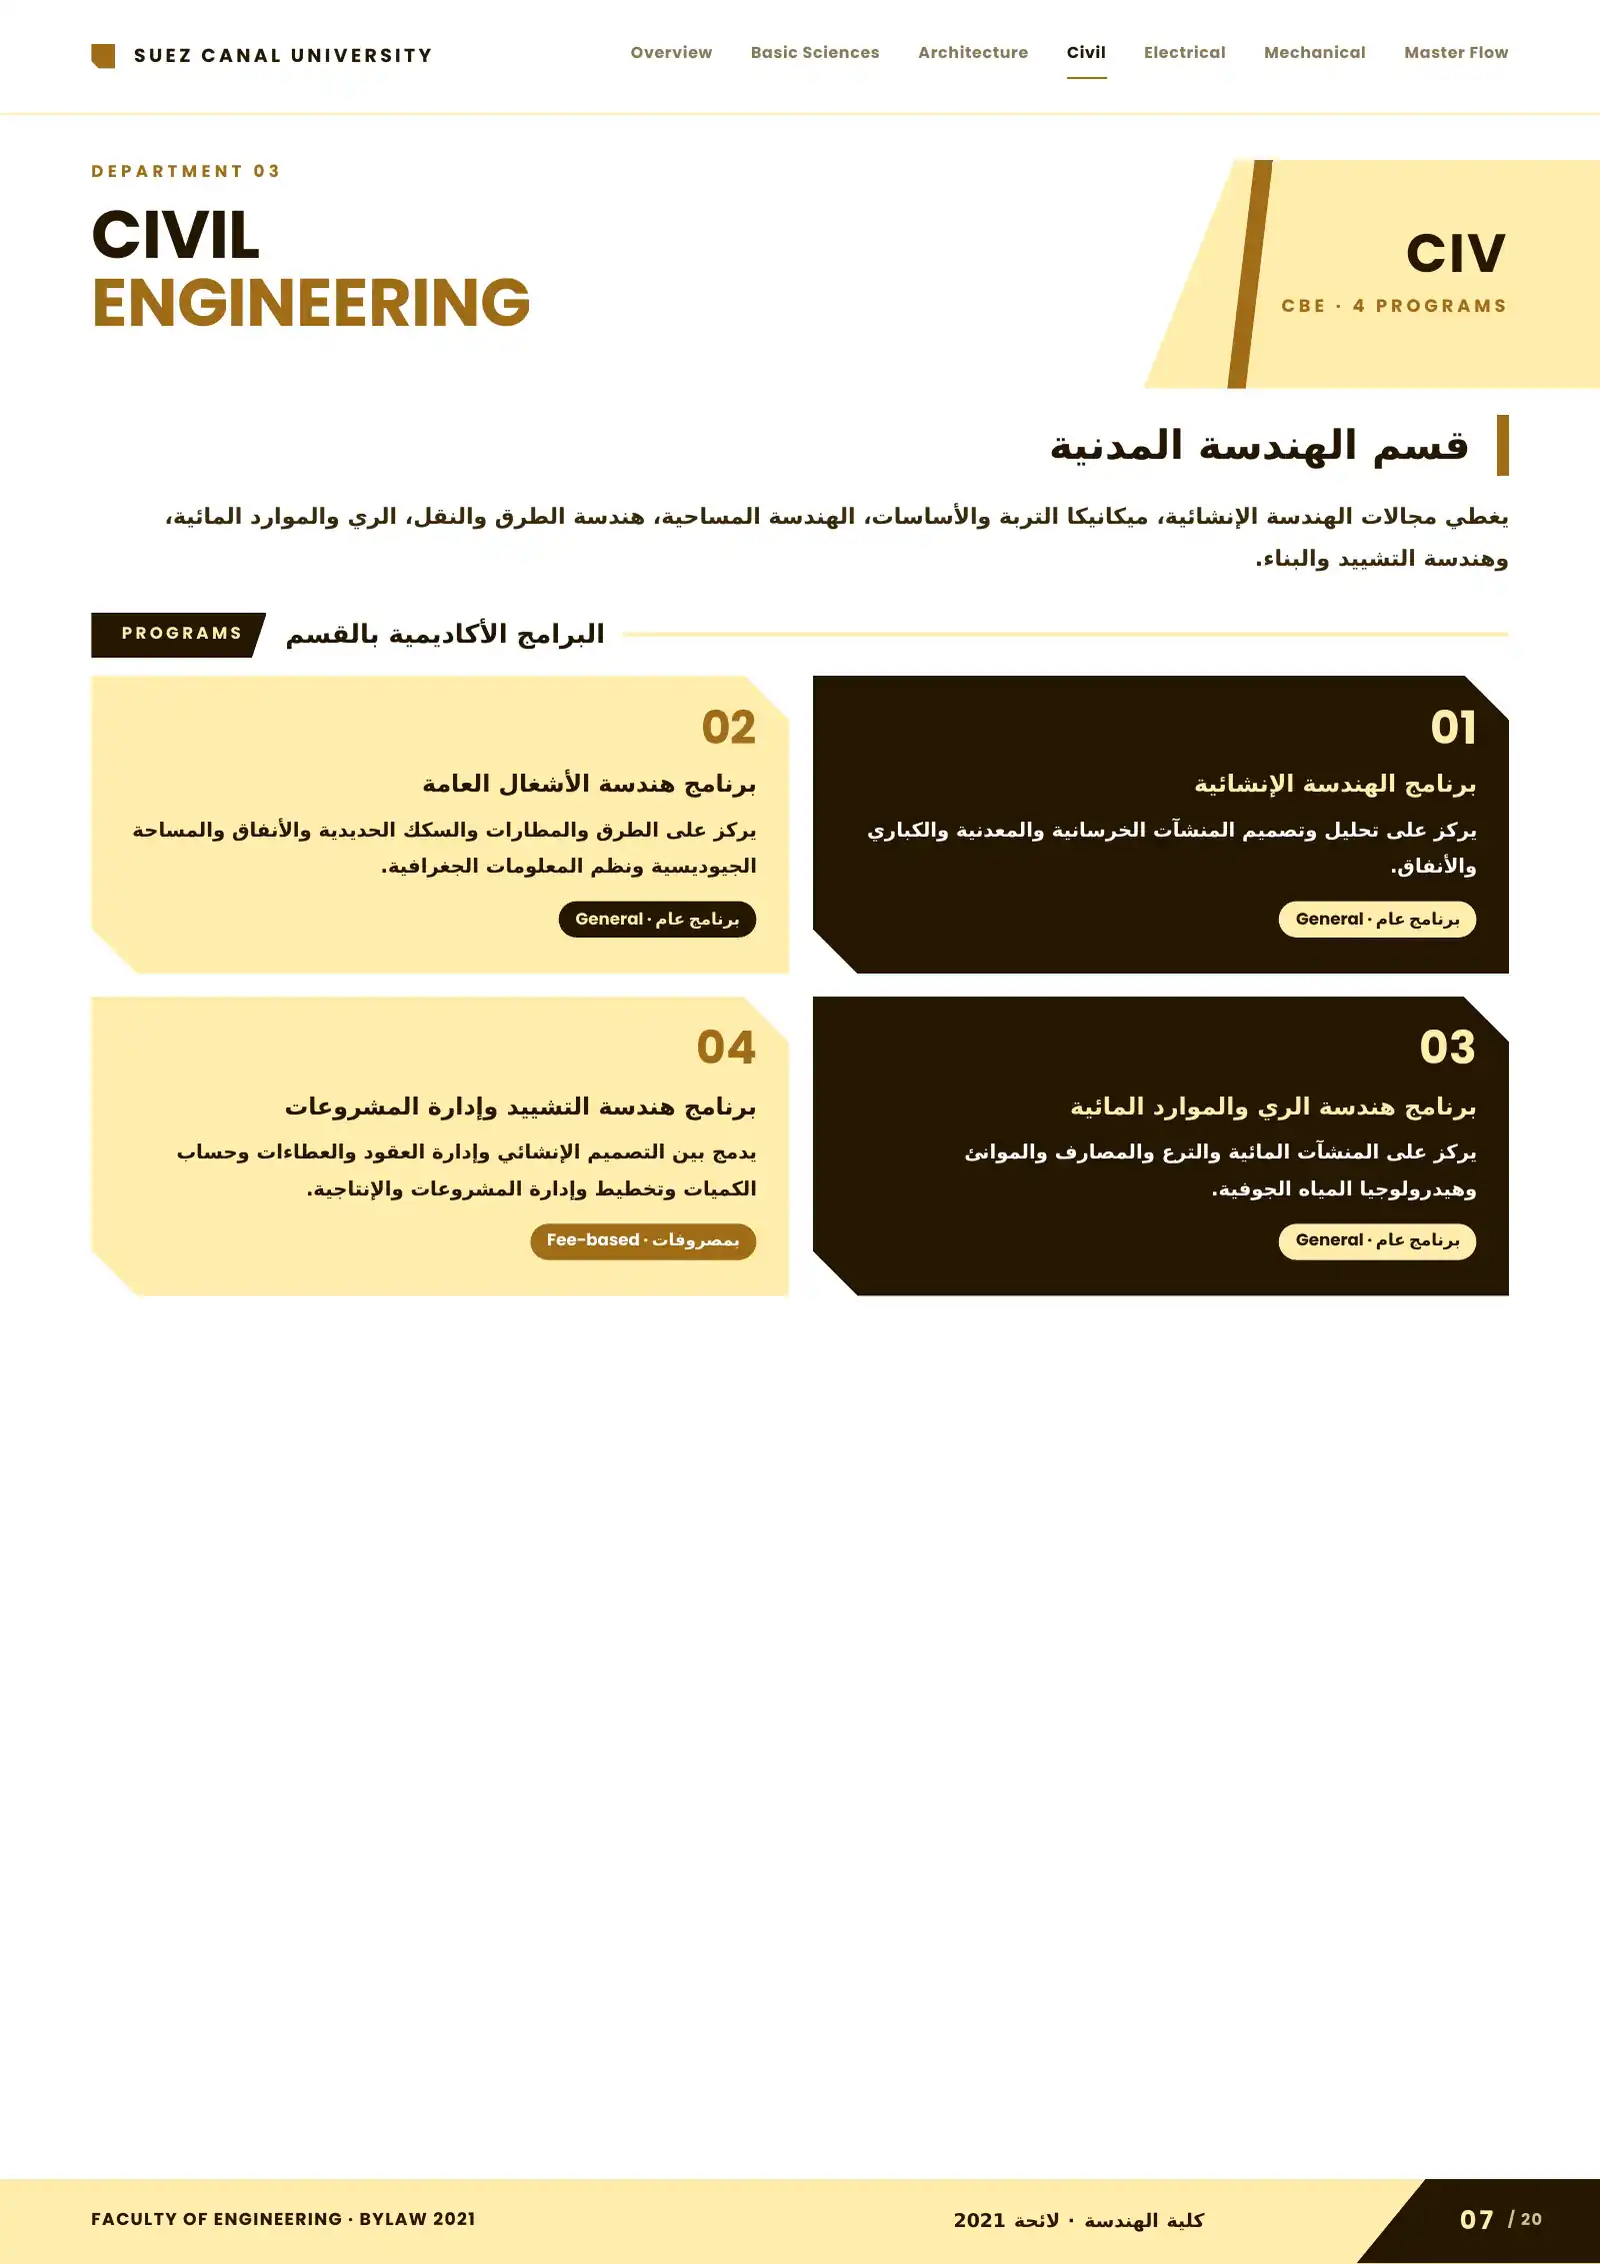 SUEZ CANAL UNIVERSITY
Overview Basic Sciences Architecture Civil Electrical Mechanical Master Flow
DEPARTMENT 03
CIVIL
ENGINEERING
CIV
CBE · 4 PROGRAMS
قسم الهندسة المدنية
يغطي مجالات الهندسة الإنشائية، ميكانيكا التربة والأساسات، الهندسة المساحية، هندسة الطرق والنقل، الري والموارد المائية،
وهندسة التشييد والبناء.
PROGRAMS
البرامج الأكاديمية بالقسم
01
برنامج الهندسة الإنشائية
يركز على تحليل وتصميم المنشآت الخرسانية والمعدنية والكباري
والأنفاق.
برنامج عام · General
02
برنامج هندسة الأشغال العامة
يركز على الطرق والمطارات والسكك الحديدية والأنفاق والمساحة
الجيوديسية ونظم المعلومات الجغرافية.
برنامج عام · General
03
برنامج هندسة الري والموارد المائية
يركز على المنشآت المائية والترع والمصارف والموانئ
وهيدرولوجيا المياه الجوفية.
برنامج عام · General
04
برنامج هندسة التشييد وإدارة المشروعات
يدمج بين التصميم الإنشائي وإدارة العقود والعطاءات وحساب
الكميات وتخطيط وإدارة المشروعات والإنتاجية.
بمصروفات · Fee-based
FACULTY OF ENGINEERING · BYLAW 2021
كلية الهندسة · لائحة 2021
07 / 20